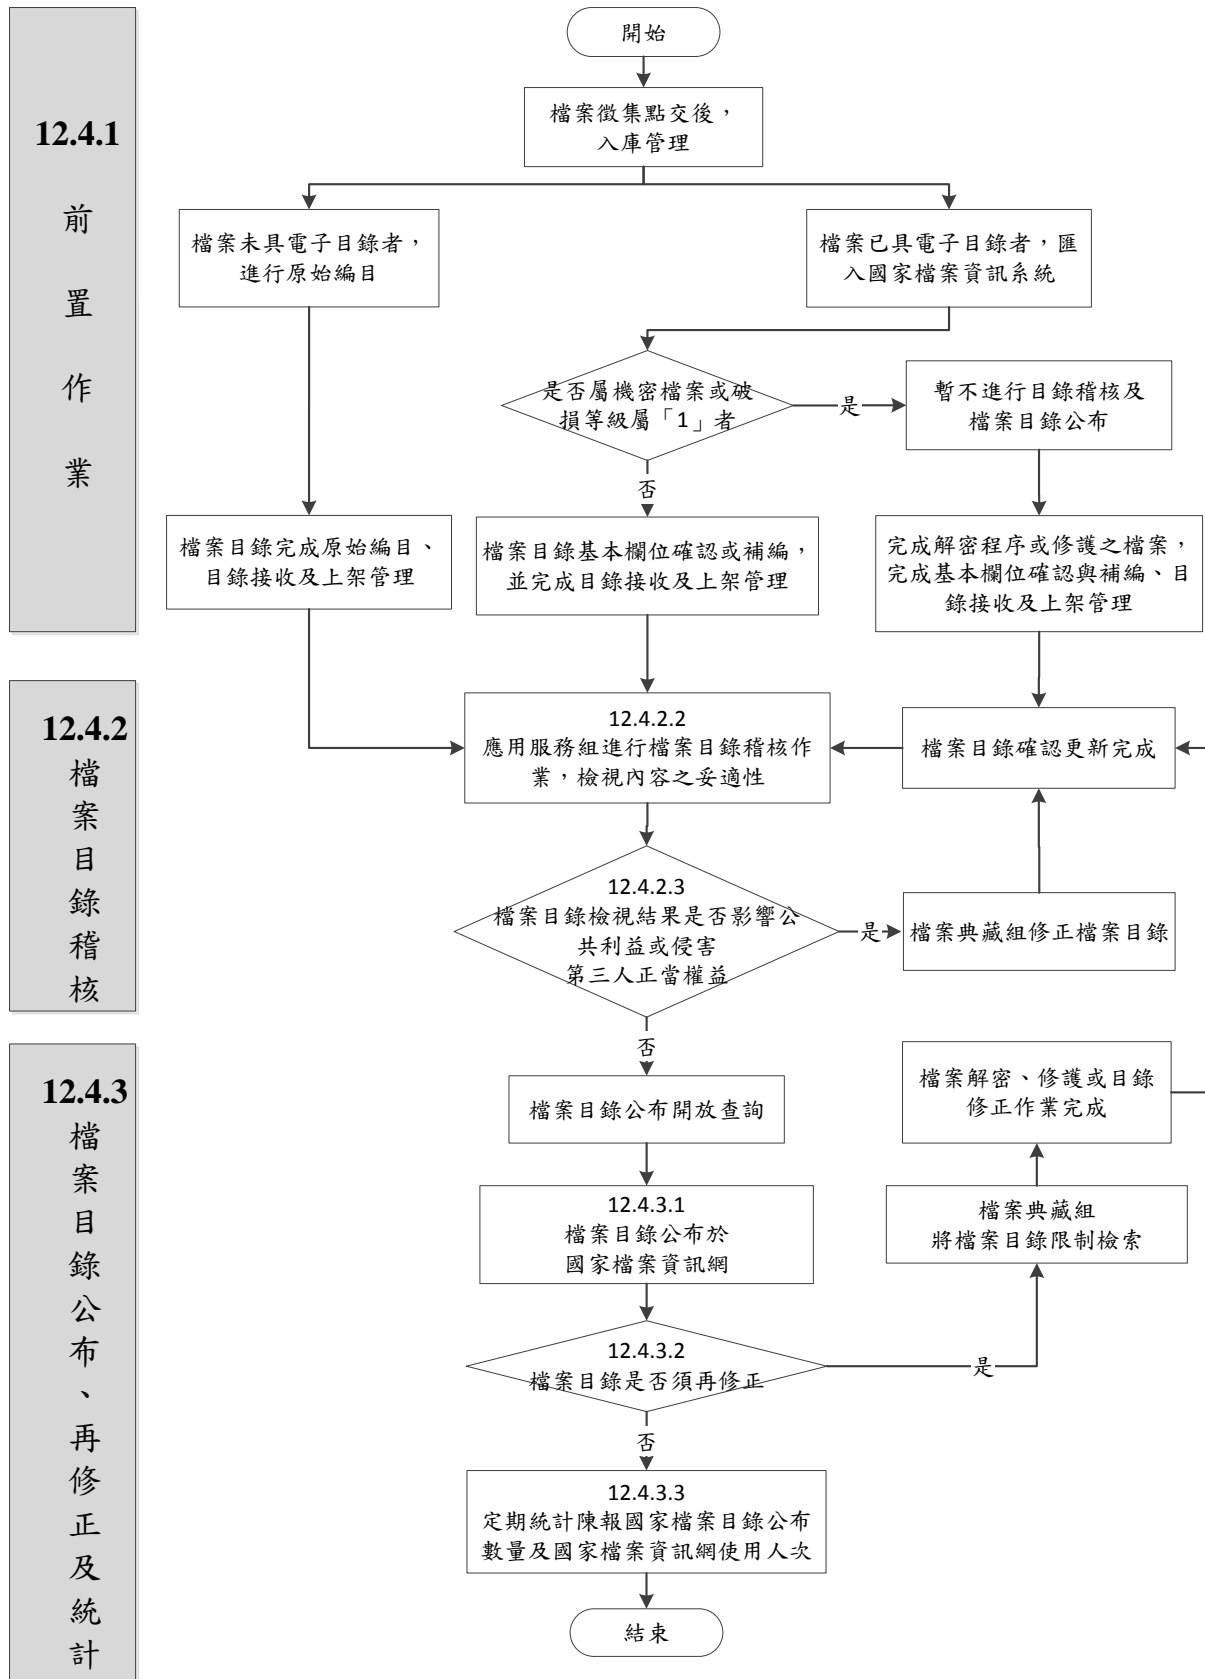 12.4.1
前
置
作
業
開始
檔案徵集點交後，
入庫管理
檔案未具電子目錄者，
進行原始編目
檔案已具電子目錄者，匯
入國家檔案資訊系統
是否屬機密檔案或破
損等級屬「1」者
是
暫不進行目錄稽核及
檔案目錄公布
否
檔案目錄完成原始編目、
目錄接收及上架管理
檔案目錄基本欄位確認或補編，
並完成目錄接收及上架管理
完成解密程序或修護之檔案，
完成基本欄位確認與補編、目
錄接收及上架管理
12.4.2
檔
案
目
錄
稽
核
12.4.2.2
應用服務組進行檔案目錄稽核作
業，檢視內容之妥適性
檔案目錄確認更新完成
12.4.2.3
檔案目錄檢視結果是否影響公
共利益或侵害
第三人正當權益
是
檔案典藏組修正檔案目錄
否
12.4.3
檔
案
目
錄
公
布
、
再
修
正
及
統
計
檔案目錄公布開放查詢
檔案解密、修護或目錄
修正作業完成
12.4.3.1
檔案目錄公布於
國家檔案資訊網
檔案典藏組
將檔案目錄限制檢索
12.4.3.2
檔案目錄是否須再修正
是
否
12.4.3.3
定期統計陳報國家檔案目錄公布
數量及國家檔案資訊網使用人次
結束